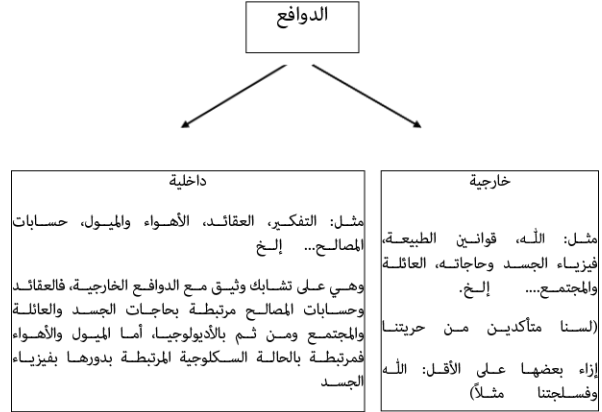 الدوافع
خارجية
مثل: الله، قوانين الطبيعة،
فيزياء الجسد وحاجاته، العائلة
والمجتمع.... إلخ.
(لسنا متأكدين من حريتنا
إزاء بعضها على الأقل: الله
وفسلجتنا مثلاً)
داخلية
مثل: التفكير، العقائد، الأهواء والميول، حسابات
المصالح... إلخ
وهي على تشابك وثيق مع الدوافع الخارجية، فالعقائد
وحسابات المصالح مرتبطة بحاجات الجسد والعائلة
والمجتمع ومن ثم بالأديولوجيا، أما الميول والأهواء
فمرتبطة بالحالة السكلوجية المرتبطة بدورها بفيزياء
الجسد